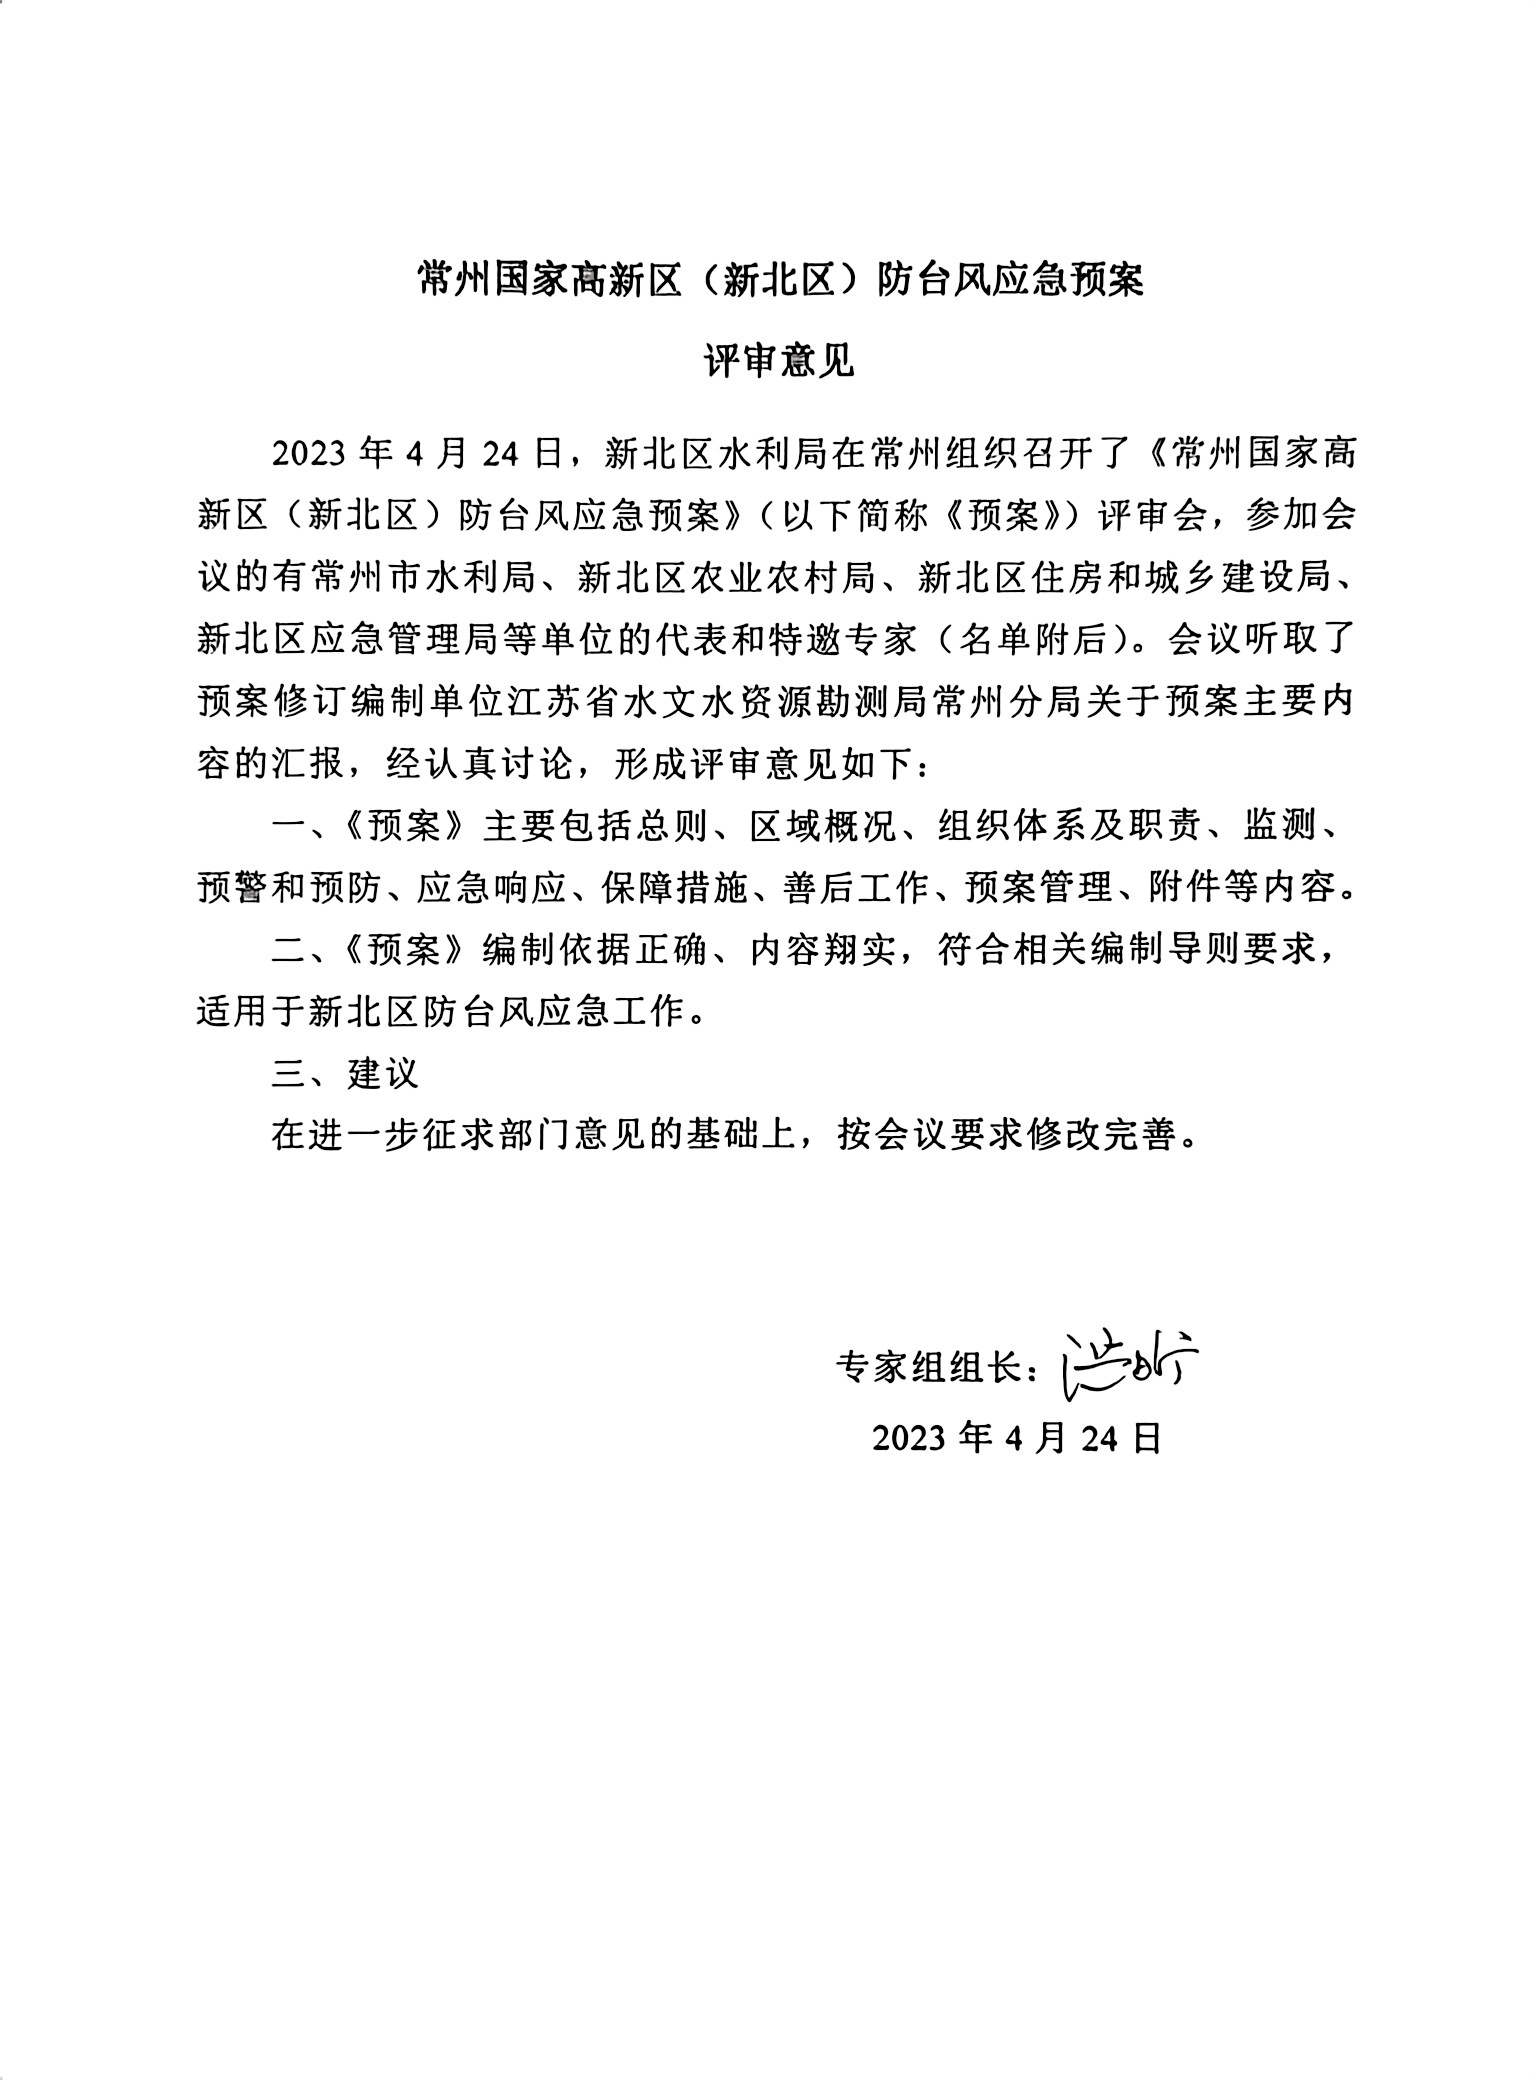 常州国家高新区（新北区）防台风应急预案
评审意见
2023 年 4 月 24 日，新北区水利局在常州组织召开了《常州国家高
新区（新北区）防台风应急预案》（以下简称《预案》）评审会，参加会
议的有常州市水利局、新北区农业农村局、新北区住房和城乡建设局、
新北区应急管理局等单位的代表和特邀专家（名单附后）。会议听取了
预案修订编制单位江苏省水文水资源勘测局常州分局关于预案主要内
容的汇报，经认真讨论，形成评审意见如下：
一、《预案》主要包括总则、区域概况、组织体系及职责、监测、
预警和预防、应急响应、保障措施、善后工作、预案管理、附件等内容。
二、《预案》编制依据正确、内容翔实，符合相关编制导则要求，
适用于新北区防台风应急工作。
三、建议
在进一步征求部门意见的基础上，按会议要求修改完善。
专家组组长：
2023 年 4 月 24 日